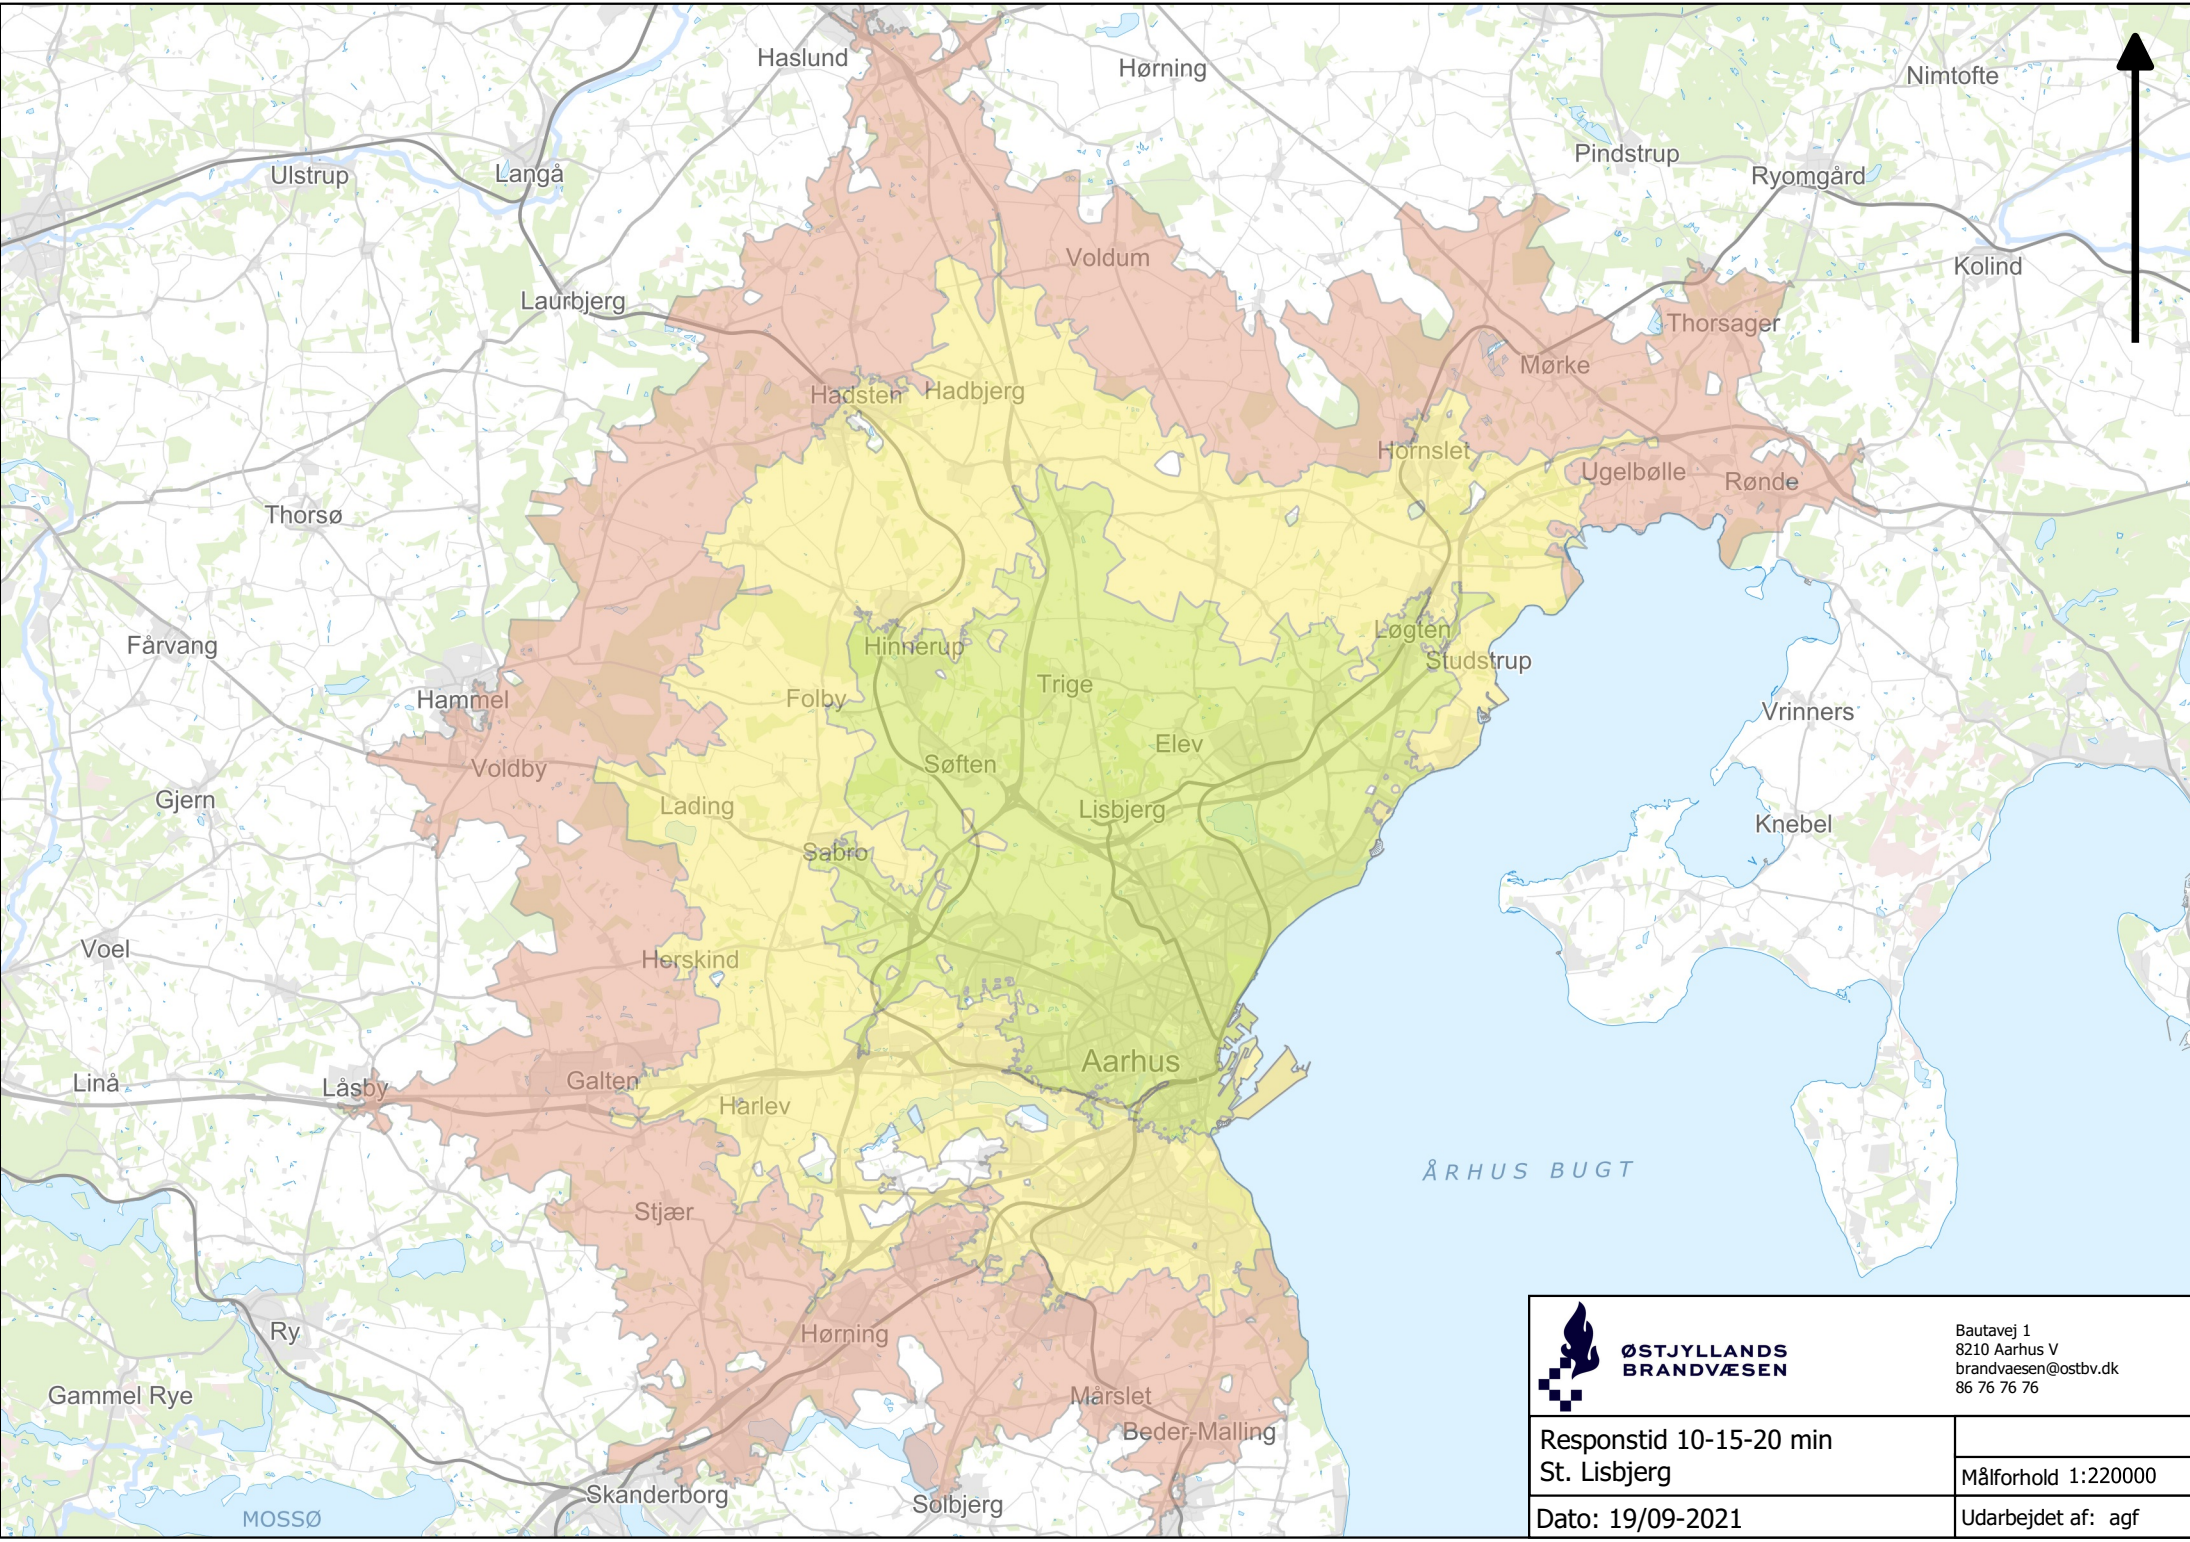 Haslund
Hørning
Nimtofte
Pindstrup
Ulstrup
Langå
Ryomgård
Voldum
Kolind
Laurbjerg
Thorsager
Mørke
Hadsten
Hadbjerg
Hornslet
Ugelbølle
Rønde
Thorsø
Løgten
Fårvang
Hinnerup
Studstrup
Trige
Hammel
Folby
Vrinners
Elev
Voldby
Søften
Gjern
Lading
Lisbjerg
Knebel
Sabro
Voel
Herskind
Aarhus
Linå
Galten
Låsby
Harlev
ÅRHUS BUGT
Stjær
Ry
Hørning
Gammel Rye
Mårslet
Beder-Malling
Skanderborg
Solbjerg
MOSSØ
ØSTJYLLANDS
BRANDVÆSEN
Bautavej 1
8210 Aarhus V
brandvaesen@ostbv.dk
86 76 76 76
Responstid 10-15-20 min
St. Lisbjerg
Målforhold 1:220000
Dato: 19/09-2021
Udarbejdet af: agf